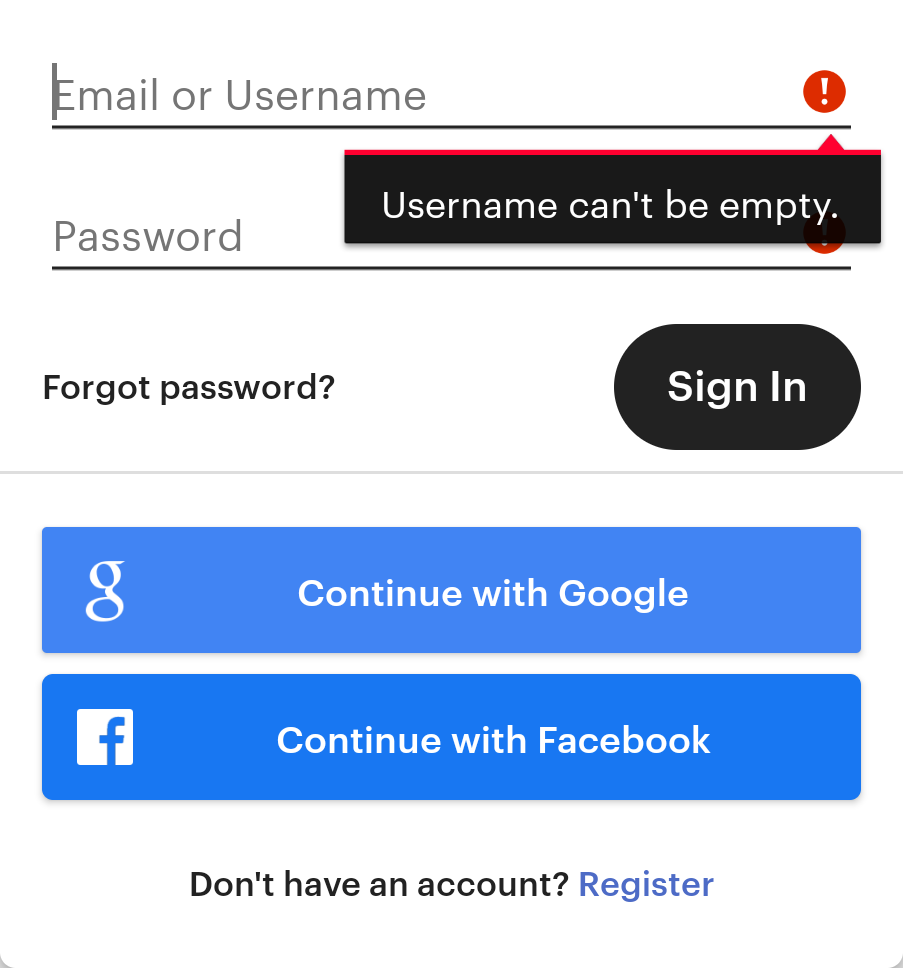 Email or Username
Username can't be empty.
Password
Forgot password?
Sign In
Continue with Google
Continue with Facebook
Don't have an account? Register